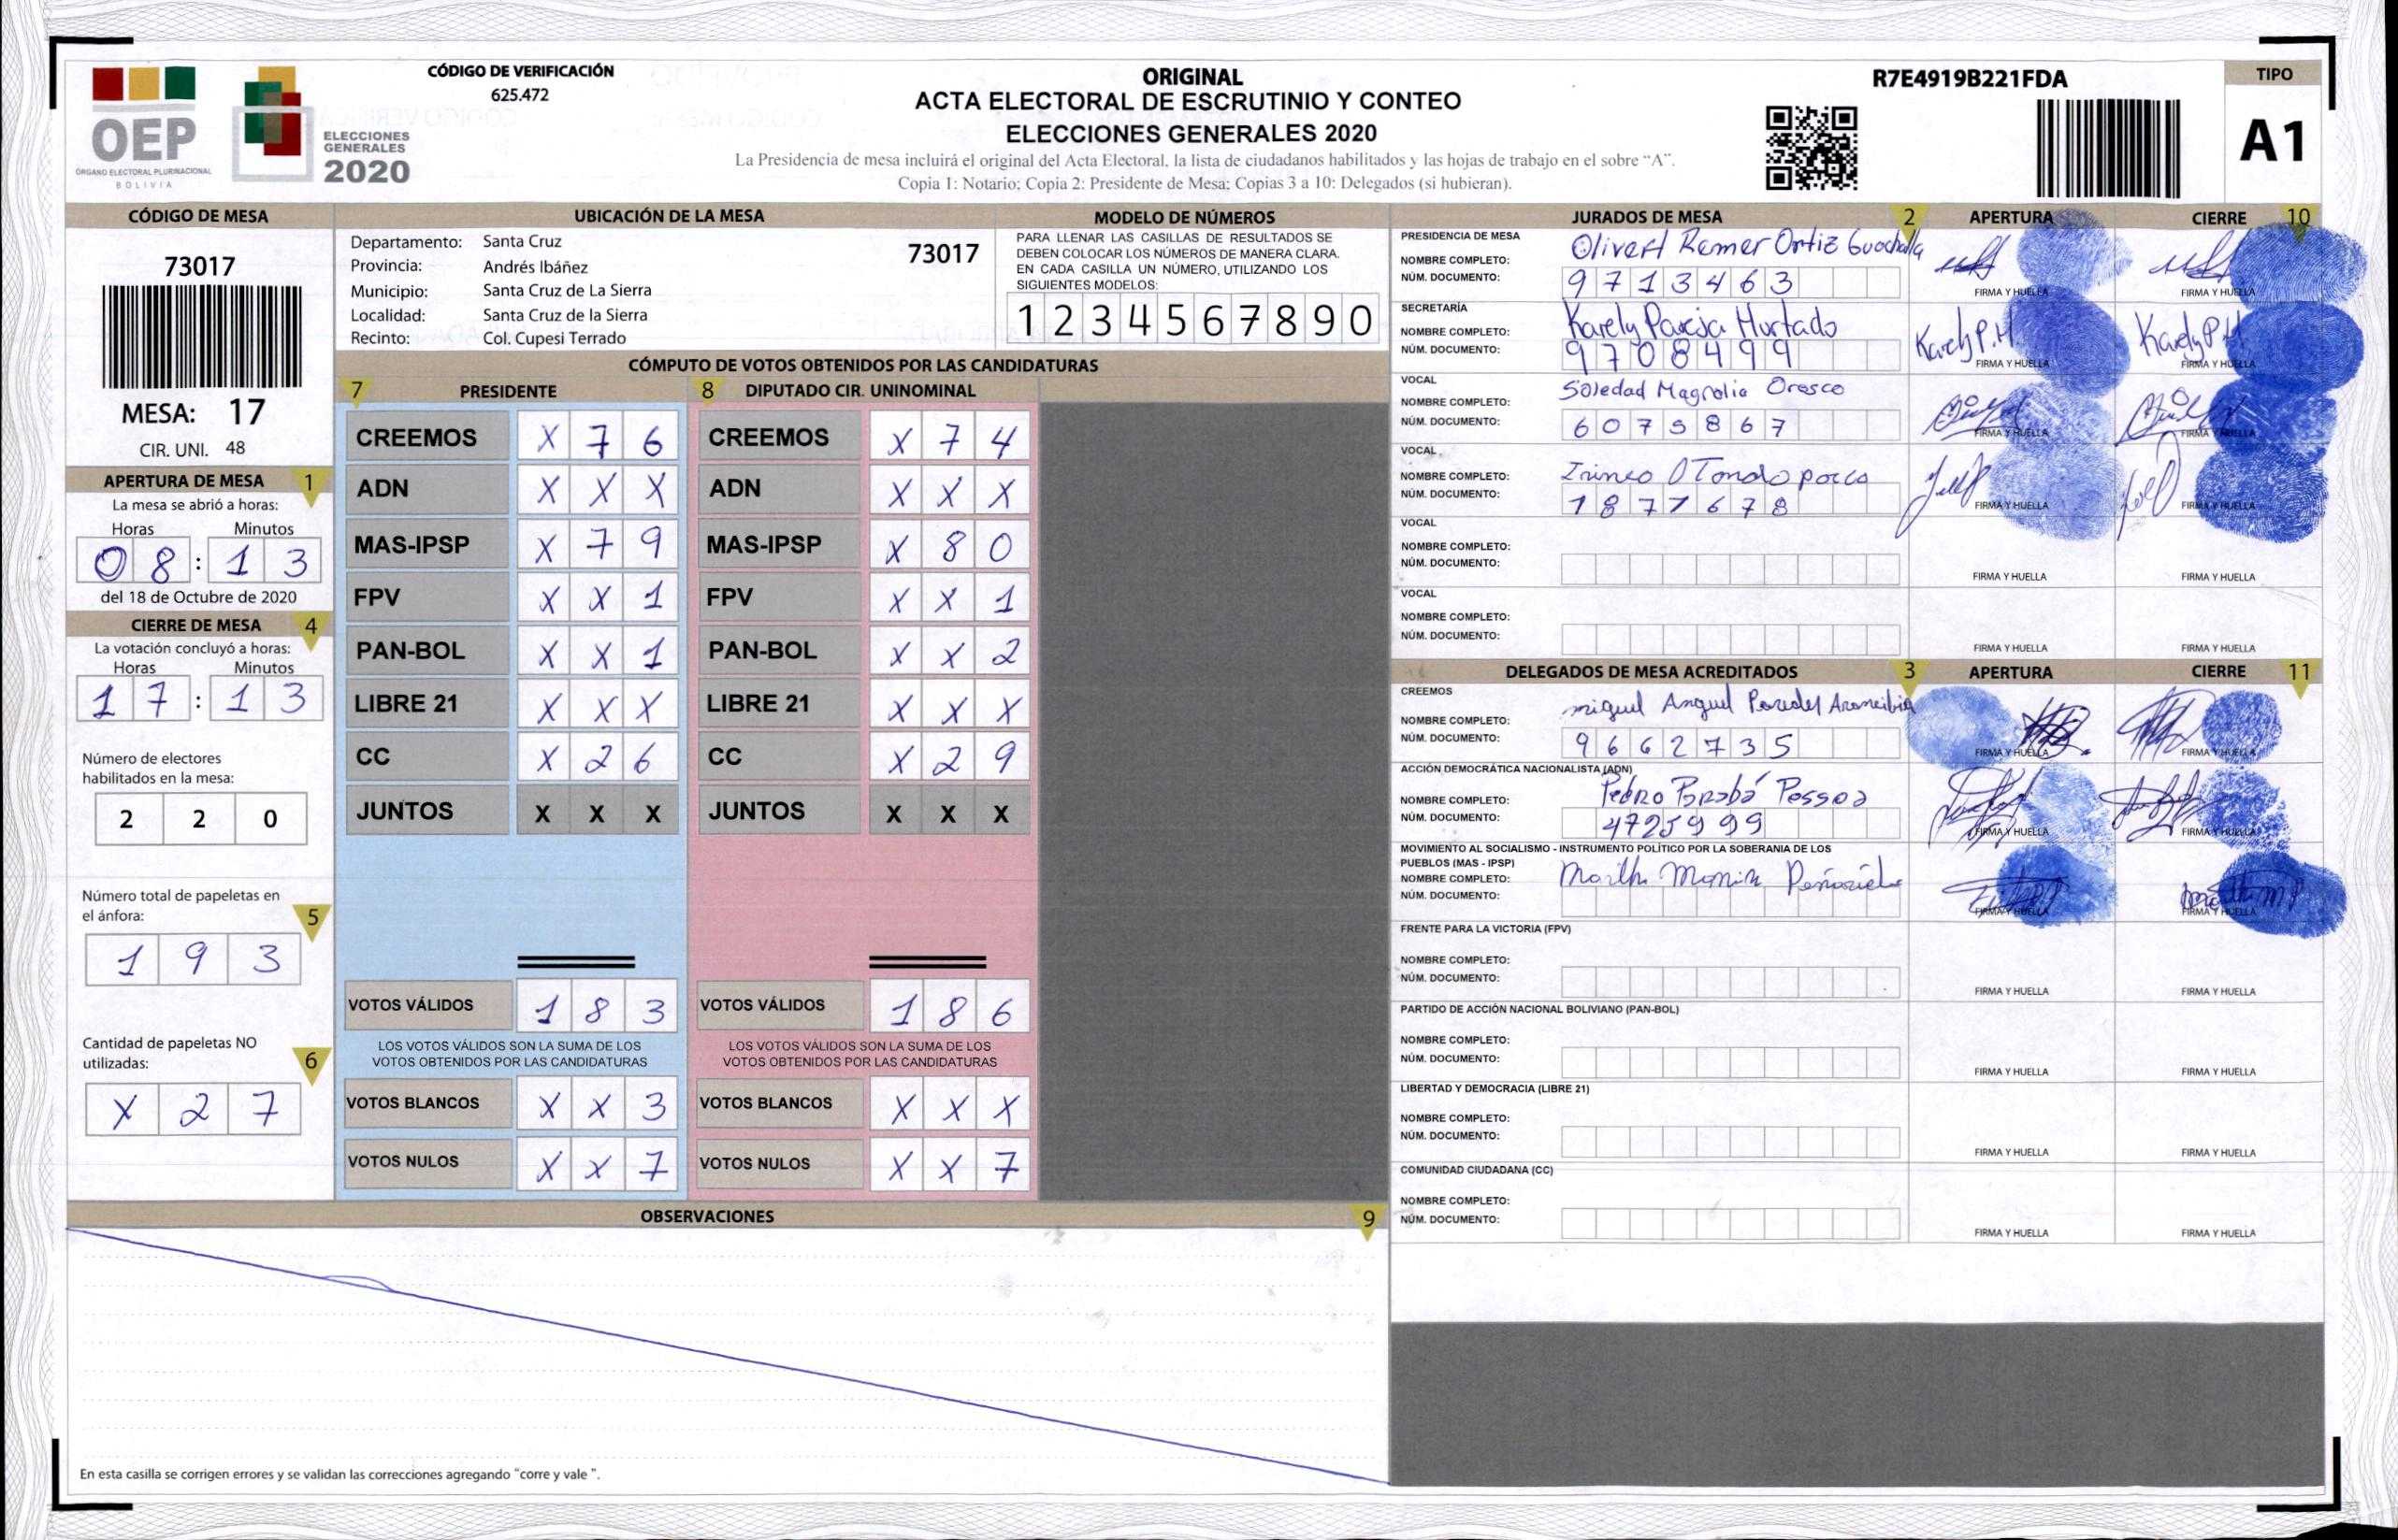 OEP
ÓRGANO ELECTORAL PLURINACIONAL
BOLIVIA
ELECCIONES
GENERALES
2020
CÓDIGO DE VERIFICACIÓN
625.472
ORIGINAL
ACTA ELECTORAL DE ESCRUTINIO Y CONTEO
ELECCIONES GENERALES 2020
La Presidencia de mesa incluirá el original del Acta Electoral, la lista de ciudadanos habilitados y las hojas de trabajo en el sobre “A”.
Copia 1: Notario; Copia 2: Presidente de Mesa; Copias 3 a 10: Delegados (si hubieran).
R7E4919B221FDA
TIPO
A1
CÓDIGO DE MESA
73017
MESA: 17
CIR. UNI. 48
APERTURA DE MESA 1
La mesa se abrió a horas:
Horas Minutos
08 : 13
del 18 de Octubre de 2020
CIERRE DE MESA 4
La votación concluyó a horas:
Horas Minutos
17 : 13
Número de electores
habilitados en la mesa:
2 2 0
Número total de papeletas en
el ánfora: 5
1 9 3
Cantidad de papeletas NO
utilizadas: 6
X 2 7
UBICACIÓN DE LA MESA
Departamento: Santa Cruz 73017
Provincia: Andrés Ibáñez
Municipio: Santa Cruz de La Sierra
Localidad: Santa Cruz de la Sierra
Recinto: Col. Cupesi Terrado
MODELO DE NÚMEROS
PARA LLENAR LAS CASILLAS DE RESULTADOS SE
DEBEN COLOCAR LOS NÚMEROS DE MANERA CLARA.
EN CADA CASILLA UN NÚMERO, UTILIZANDO LOS
SIGUIENTES MODELOS:
1 2 3 4 5 6 7 8 9 0
CÓMPUTO DE VOTOS OBTENIDOS POR LAS CANDIDATURAS
7 PRESIDENTE 8 DIPUTADO CIR. UNINOMINAL
CREEMOS X 7 6 CREEMOS X 7 4
ADN X X X ADN X X X
MAS-IPSP X 7 9 MAS-IPSP X 8 0
FPV X X 1 FPV X X 1
PAN-BOL X X 1 PAN-BOL X X 2
LIBRE 21 X X X LIBRE 21 X X X
CC X 2 6 CC X 2 9
JUNTOS X X X JUNTOS X X X
VOTOS VÁLIDOS 1 8 3 VOTOS VÁLIDOS 1 8 6
LOS VOTOS VÁLIDOS SON LA SUMA DE LOS LOS VOTOS VÁLIDOS SON LA SUMA DE LOS
VOTOS OBTENIDOS POR LAS CANDIDATURAS VOTOS OBTENIDOS POR LAS CANDIDATURAS
VOTOS BLANCOS X X 3 VOTOS BLANCOS X X X
VOTOS NULOS X X 7 VOTOS NULOS X X 7
OBSERVACIONES 9
En esta casilla se corrigen errores y se validan las correcciones agregando “corre y vale ”.
JURADOS DE MESA 2 APERTURA CIERRE 10
PRESIDENCIA DE MESA
NOMBRE COMPLETO: Olivert Remer Ortiz Guachalla
NÚM. DOCUMENTO: 9713463
FIRMA Y HUELLA FIRMA Y HUELLA
SECRETARÍA
NOMBRE COMPLETO: Karely Pareja Hurtado
NÚM. DOCUMENTO: 9708499
Karely P.H. Karely P.H
FIRMA Y HUELLA FIRMA Y HUELLA
VOCAL
NOMBRE COMPLETO: Soledad Magnolia Orosco
NÚM. DOCUMENTO: 6075867
FIRMA Y HUELLA FIRMA Y HUELLA
VOCAL
NOMBRE COMPLETO: Irineo OTondo
NÚM. DOCUMENTO: 1877678
FIRMA Y HUELLA FIRMA Y HUELLA
VOCAL
NOMBRE COMPLETO:
NÚM. DOCUMENTO:
FIRMA Y HUELLA FIRMA Y HUELLA
VOCAL
NOMBRE COMPLETO:
NÚM. DOCUMENTO:
FIRMA Y HUELLA FIRMA Y HUELLA
DELEGADOS DE MESA ACREDITADOS 3 APERTURA CIERRE 11
CREEMOS
NOMBRE COMPLETO: miguel Anguel Paredes Arancibia
NÚM. DOCUMENTO: 9662735
FIRMA Y HUELLA FIRMA Y HUELLA
ACCIÓN DEMOCRÁTICA NACIONALISTA (ADN)
NOMBRE COMPLETO: Pedro Brabá Pessoa
NÚM. DOCUMENTO: 4725999
FIRMA Y HUELLA FIRMA Y HUELLA
MOVIMIENTO AL SOCIALISMO - INSTRUMENTO POLÍTICO POR LA SOBERANIA DE LOS
PUEBLOS (MAS - IPSP)
NOMBRE COMPLETO:
NÚM. DOCUMENTO:
FIRMA Y HUELLA FIRMA Y HUELLA
FRENTE PARA LA VICTORIA (FPV)
NOMBRE COMPLETO:
NÚM. DOCUMENTO:
FIRMA Y HUELLA FIRMA Y HUELLA
PARTIDO DE ACCIÓN NACIONAL BOLIVIANO (PAN-BOL)
NOMBRE COMPLETO:
NÚM. DOCUMENTO:
FIRMA Y HUELLA FIRMA Y HUELLA
LIBERTAD Y DEMOCRACIA (LIBRE 21)
NOMBRE COMPLETO:
NÚM. DOCUMENTO:
FIRMA Y HUELLA FIRMA Y HUELLA
COMUNIDAD CIUDADANA (CC)
NOMBRE COMPLETO:
NÚM. DOCUMENTO:
FIRMA Y HUELLA FIRMA Y HUELLA